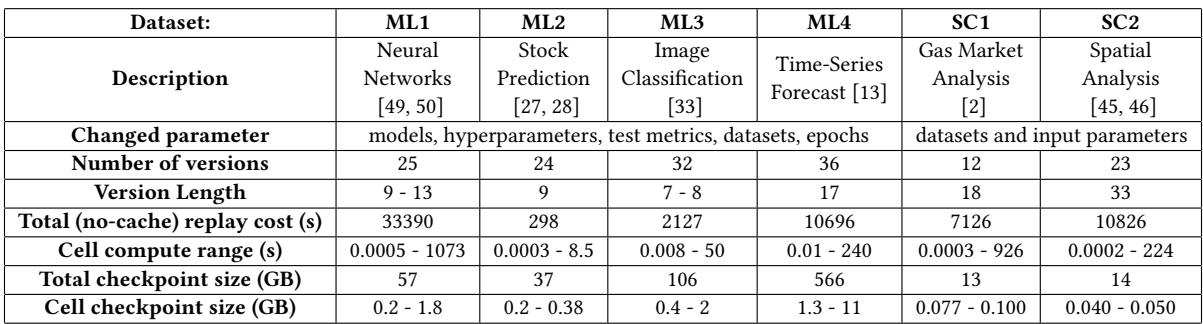 Dataset: ML1 ML2 ML3 ML4 SC1 SC2
Description Neural Networks [49, 50] Stock Prediction [27, 28] Image Classification [33] Time-Series Forecast [13] Gas Market Analysis [2] Spatial Analysis [45, 46]
Changed parameter models, hyperparameters, test metrics, datasets, epochs datasets and input parameters
Number of versions 25 24 32 36 12 23
Version Length 9 - 13 9 7 - 8 17 18 33
Total (no-cache) replay cost (s) 33390 298 2127 10696 7126 10826
Cell compute range (s) 0.0005 - 1073 0.0003 - 8.5 0.008 - 50 0.01 - 240 0.0003 - 926 0.0002 - 224
Total checkpoint size (GB) 57 37 106 566 13 14
Cell checkpoint size (GB) 0.2 - 1.8 0.2 - 0.38 0.4 - 2 1.3 - 11 0.077 - 0.100 0.040 - 0.050